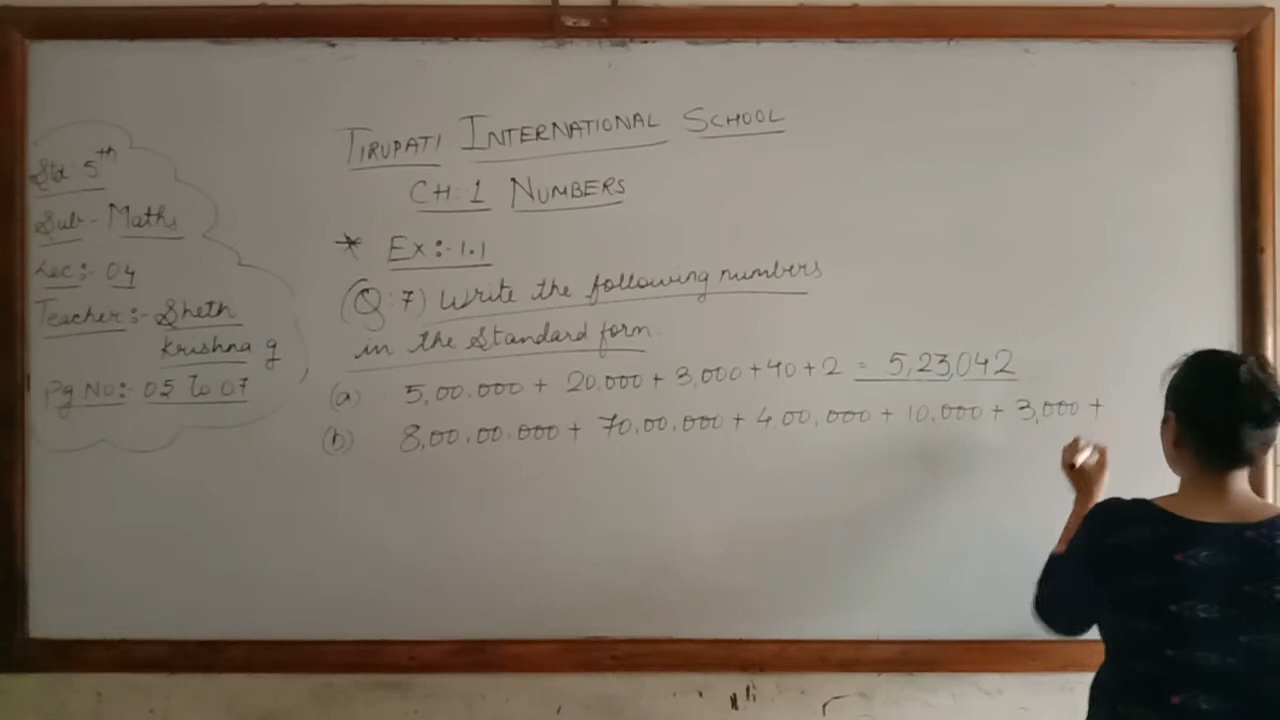 TIRUPATI INTERNATIONAL SCHOOL
CH. 1 NUMBERS
Std 5th
Sub - Maths
Lec :- 04
Teacher :- Sheth
Krushna g
Pg No:- 05 to 07
* Ex :- 1.1
(Q. 7) Write the following numbers
in the Standard form.
(a) 5,00,000 + 20,000 + 3,000 + 40 + 2 = 5,23,042
(b) 8,00,00,000 + 70,00,000 + 4,00,000 + 10,000 + 3,000 +